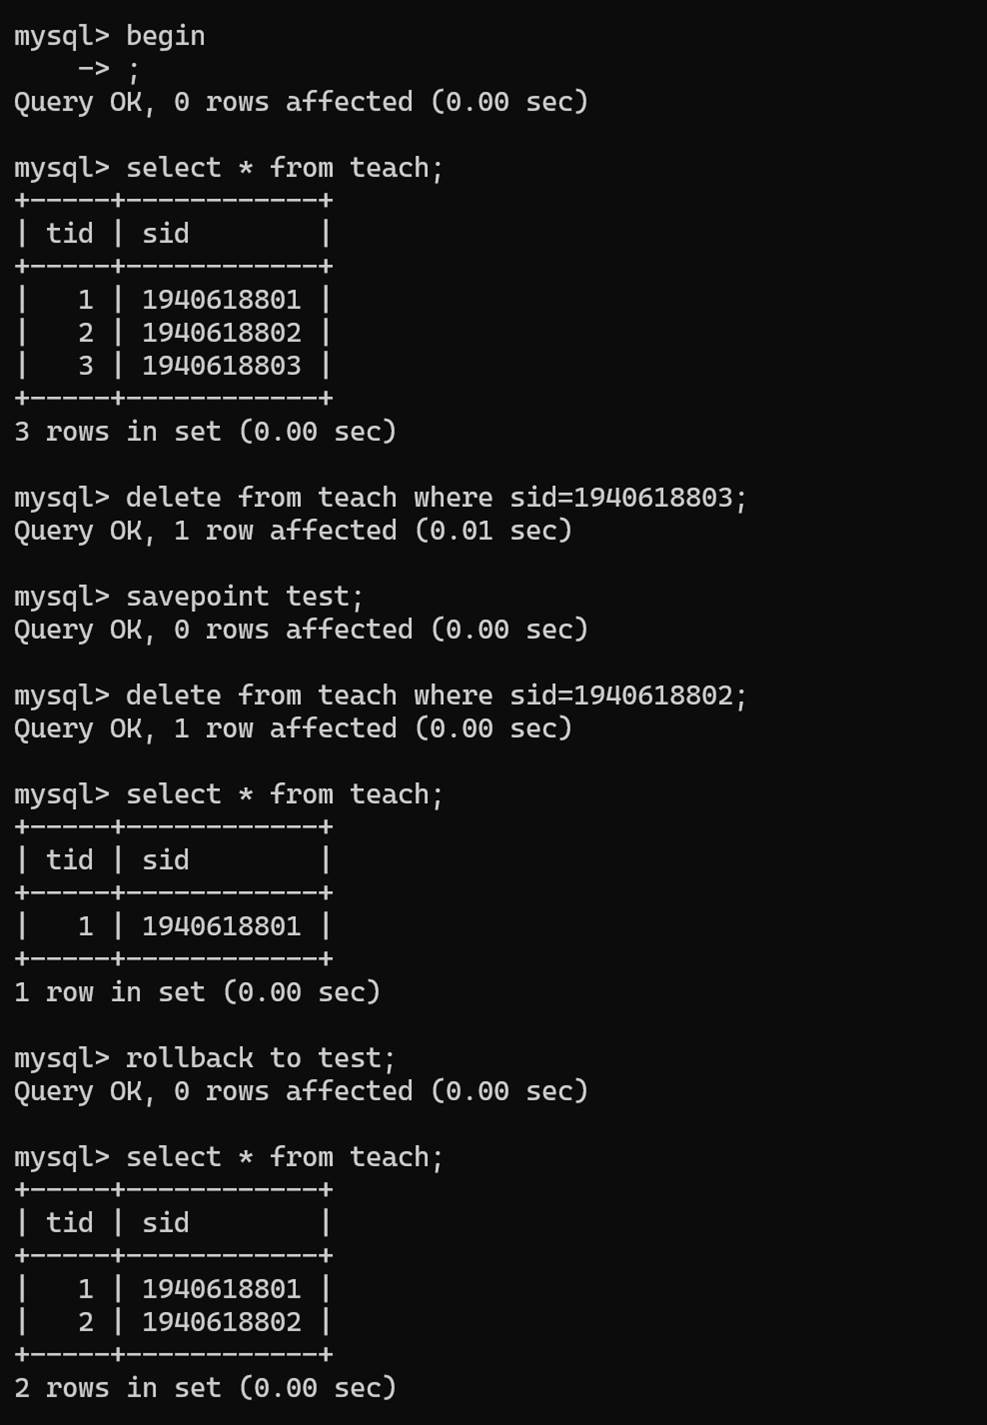 mysql> begin
    -> ;
Query OK, 0 rows affected (0.00 sec)

mysql> select * from teach;
+-----+------------+
| tid | sid        |
+-----+------------+
|   1 | 1940618801 |
|   2 | 1940618802 |
|   3 | 1940618803 |
+-----+------------+
3 rows in set (0.00 sec)

mysql> delete from teach where sid=1940618803;
Query OK, 1 row affected (0.01 sec)

mysql> savepoint test;
Query OK, 0 rows affected (0.00 sec)

mysql> delete from teach where sid=1940618802;
Query OK, 1 row affected (0.00 sec)

mysql> select * from teach;
+-----+------------+
| tid | sid        |
+-----+------------+
|   1 | 1940618801 |
+-----+------------+
1 row in set (0.00 sec)

mysql> rollback to test;
Query OK, 0 rows affected (0.00 sec)

mysql> select * from teach;
+-----+------------+
| tid | sid        |
+-----+------------+
|   1 | 1940618801 |
|   2 | 1940618802 |
+-----+------------+
2 rows in set (0.00 sec)